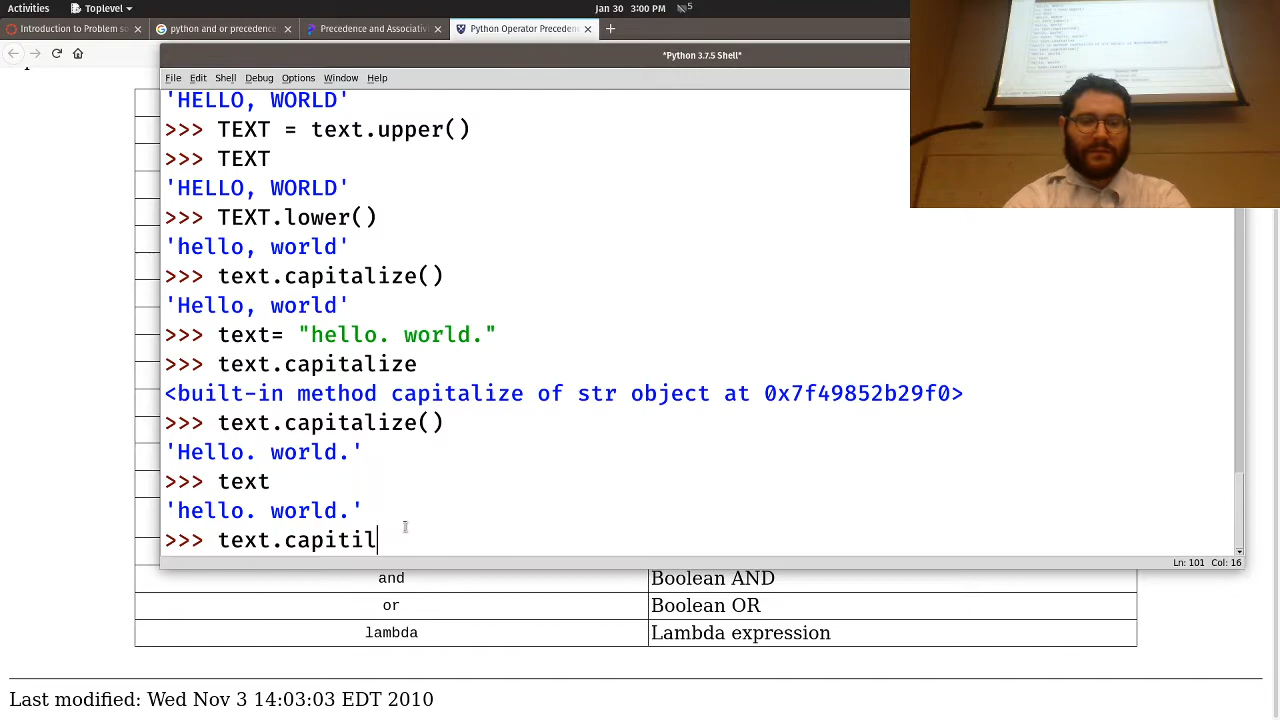 Activities Toplevel Jan 30 3:00 PM 5
Introduction to Problem so × python and or preceden × Precedence and Associa × Python Operator Precedenc ×
*Python 3.7.5 Shell*
File Edit Shell Debug Options Window Help
'HELLO, WORLD'
>>> TEXT = text.upper()
>>> TEXT
'HELLO, WORLD'
>>> TEXT.lower()
'hello, world'
>>> text.capitalize()
'Hello, world'
>>> text= "hello. world."
>>> text.capitalize
<built-in method capitalize of str object at 0x7f49852b29f0>
>>> text.capitalize()
'Hello. world.'
>>> text
'hello. world.'
>>> text.capitil
Ln: 101 Col: 16
and Boolean AND
or Boolean OR
lambda Lambda expression
Last modified: Wed Nov 3 14:03:03 EDT 2010